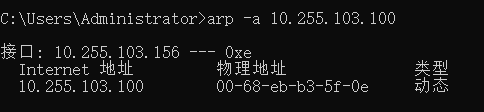 C:\Users\Administrator>arp -a 10.255.103.100
接口: 10.255.103.156 --- 0xe
Internet 地址 物理地址 类型
10.255.103.100 00-68-eb-b3-5f-0e 动态